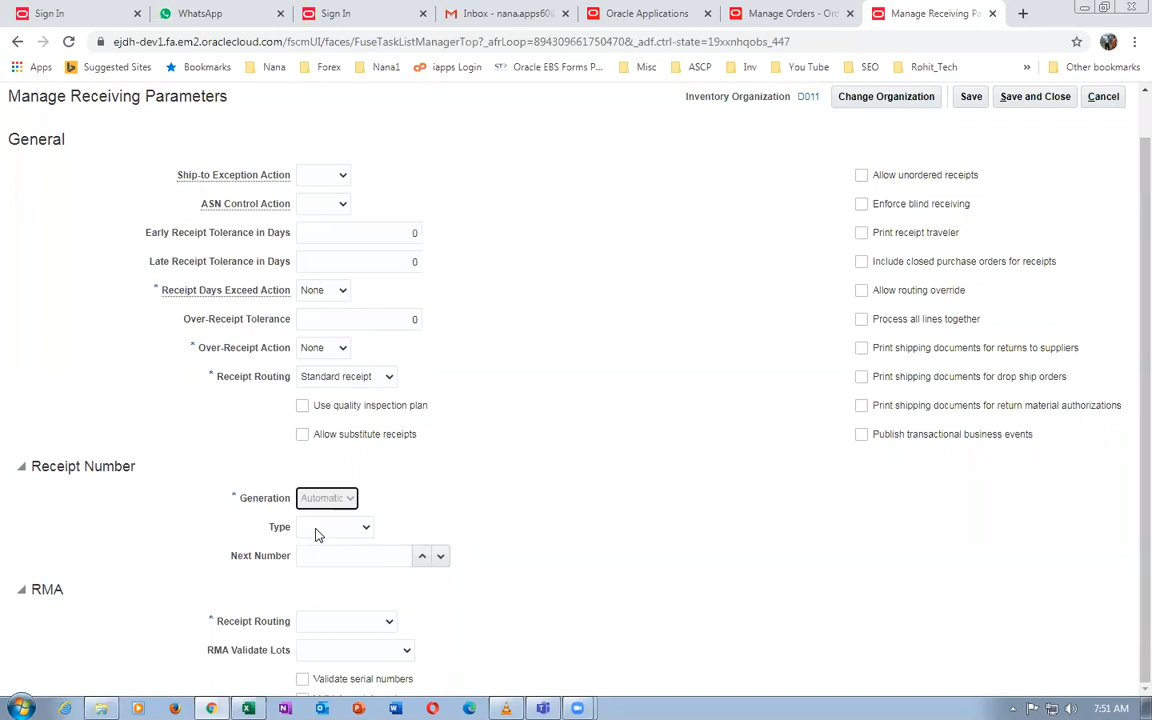 Sign In
WhatsApp
Sign In
Inbox - nana.apps60@
Oracle Applications
Manage Orders - Ora
Manage Receiving Pa
ejdh-dev1.fa.em2.oraclecloud.com/fscmUI/faces/FuseTaskListManagerTop?_afrLoop=89430966175047​0&_adf.ctrl-state=19xxnhqobs_447
Apps
Suggested Sites
Bookmarks
Nana
Forex
Nana1
iapps Login
Oracle EBS Forms P...
Misc
ASCP
Inv
You Tube
SEO
Rohit_Tech
»
Other bookmarks
Manage Receiving Parameters
Inventory Organization D011
Change Organization
Save
Save and Close
Cancel
General
Ship-to Exception Action
Allow unordered receipts
ASN Control Action
Enforce blind receiving
Early Receipt Tolerance in Days 0
Print receipt traveler
Late Receipt Tolerance in Days 0
Include closed purchase orders for receipts
* Receipt Days Exceed Action None
Allow routing override
Over-Receipt Tolerance 0
Process all lines together
* Over-Receipt Action None
Print shipping documents for returns to suppliers
* Receipt Routing Standard receipt
Print shipping documents for drop ship orders
Use quality inspection plan
Print shipping documents for return material authorizations
Allow substitute receipts
Publish transactional business events
Receipt Number
* Generation Automatic
Type
Next Number
RMA
* Receipt Routing
RMA Validate Lots
Validate serial numbers
7:51 AM